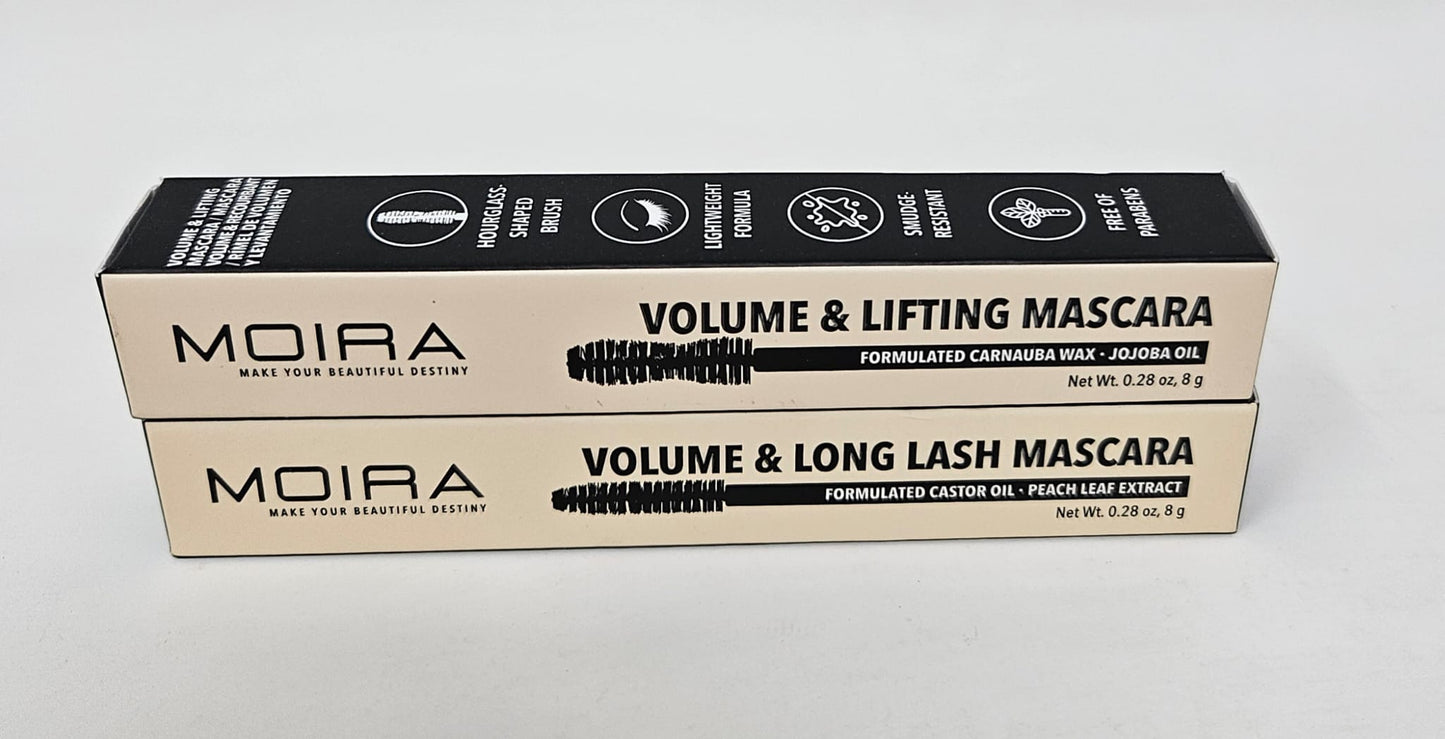 VOLUME & LIFTING
MASCARA / MASCARA
VOLUME & RECOURBANT
/ RÍMEL DE VOLUMEN
Y LEVANTAMIENTO
HOURGLASS-
SHAPED
BRUSH
LIGHTWEIGHT
FORMULA
SMUDGE-
RESISTANT
FREE OF
PARABENS
MOIRA
MAKE YOUR BEAUTIFUL DESTINY
VOLUME & LIFTING MASCARA
FORMULATED CARNAUBA WAX • JOJOBA OIL
Net Wt. 0.28 oz, 8 g
MOIRA
MAKE YOUR BEAUTIFUL DESTINY
VOLUME & LONG LASH MASCARA
FORMULATED CASTOR OIL • PEACH LEAF EXTRACT
Net Wt. 0.28 oz, 8 g